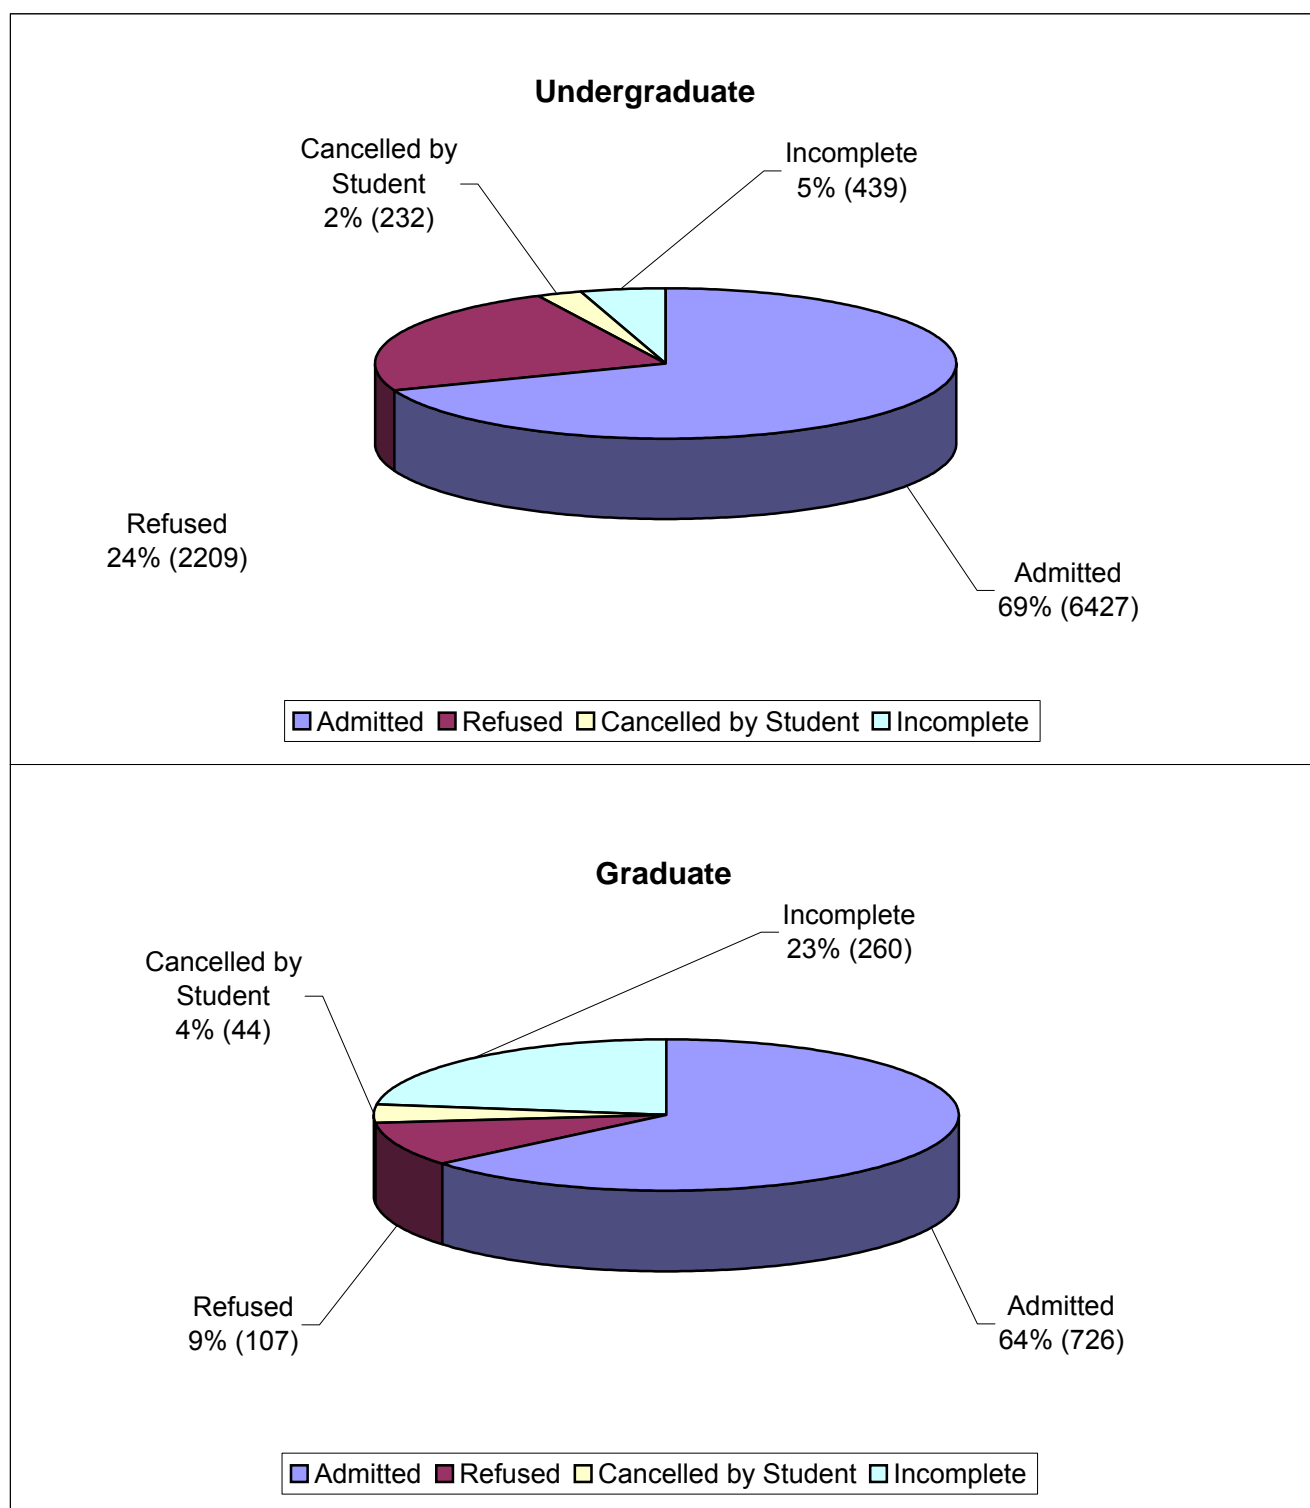 Undergraduate
Cancelled by
Student
2% (232)
Incomplete
5% (439)
Refused
24% (2209)
Admitted
69% (6427)
Admitted Refused Cancelled by Student Incomplete
Graduate
Incomplete
23% (260)
Cancelled by
Student
4% (44)
Refused
9% (107)
Admitted
64% (726)
Admitted Refused Cancelled by Student Incomplete